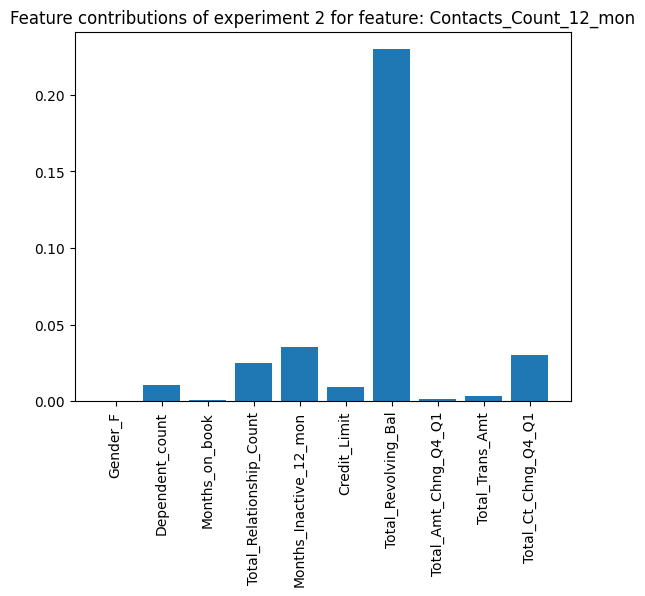 Feature contributions of experiment 2 for feature: Contacts_Count_12_mon
0.20
0.15
0.10
0.05
0.00
Gender_F
Dependent_count
Months_on_book
Total_Relationship_Count
Months_Inactive_12_mon
Credit_Limit
Total_Revolving_Bal
Total_Amt_Chng_Q4_Q1
Total_Trans_Amt
Total_Ct_Chng_Q4_Q1